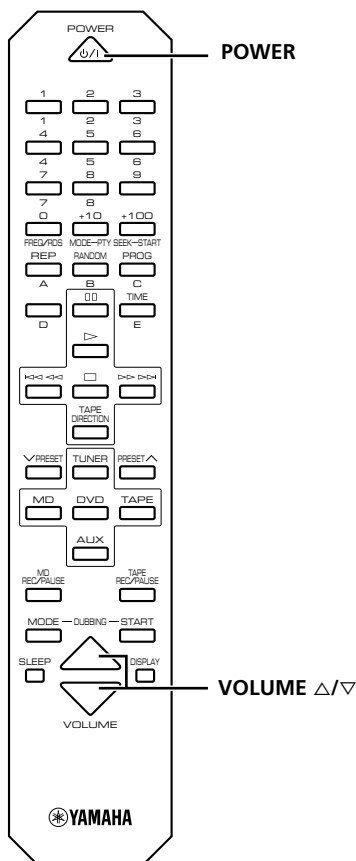 POWER
⏻/I
POWER
1 2 3
1 2 3
4 5 6
4 5 6
7 8 9
7 8
0 +10 +100
FREQ/RDS MODE–PTY SEEK–START
REP RANDOM PROG
A B C
TIME
D E
TAPE
DIRECTION
PRESET TUNER PRESET
MD DVD TAPE
AUX
MD
REC/PAUSE
TAPE
REC/PAUSE
MODE – DUBBING – START
SLEEP DISPLAY
VOLUME △/▽
VOLUME
YAMAHA